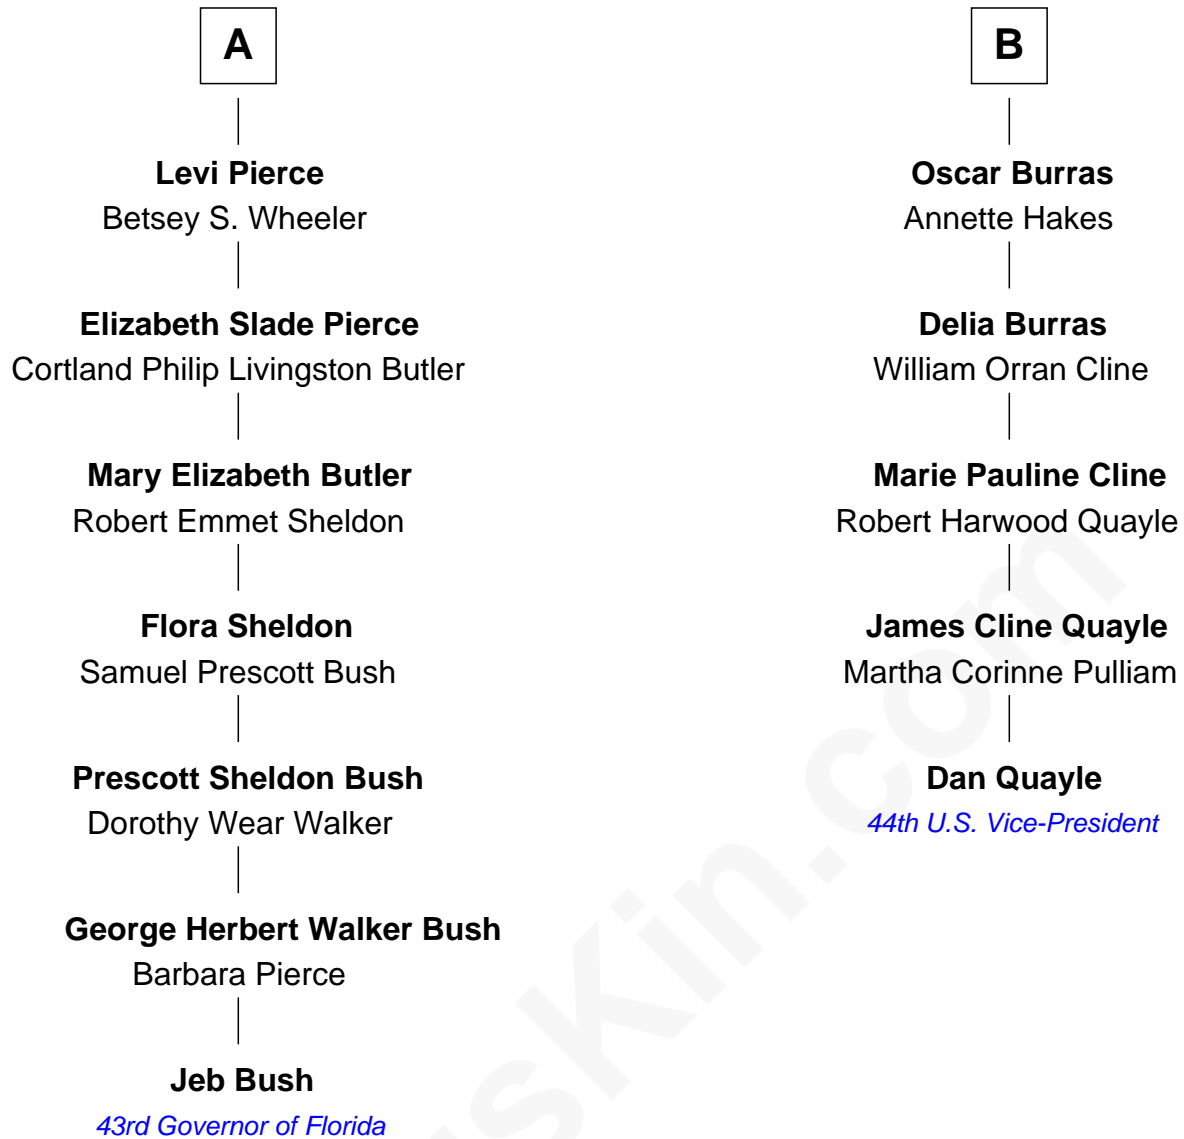 A
Levi Pierce
Betsey S. Wheeler
Elizabeth Slade Pierce
Cortland Philip Livingston Butler
Mary Elizabeth Butler
Robert Emmet Sheldon
Flora Sheldon
Samuel Prescott Bush
Prescott Sheldon Bush
Dorothy Wear Walker
George Herbert Walker Bush
Barbara Pierce
Jeb Bush
43rd Governor of Florida
B
Oscar Burras
Annette Hakes
Delia Burras
William Orran Cline
Marie Pauline Cline
Robert Harwood Quayle
James Cline Quayle
Martha Corinne Pulliam
Dan Quayle
44th U.S. Vice-President
sKin.com